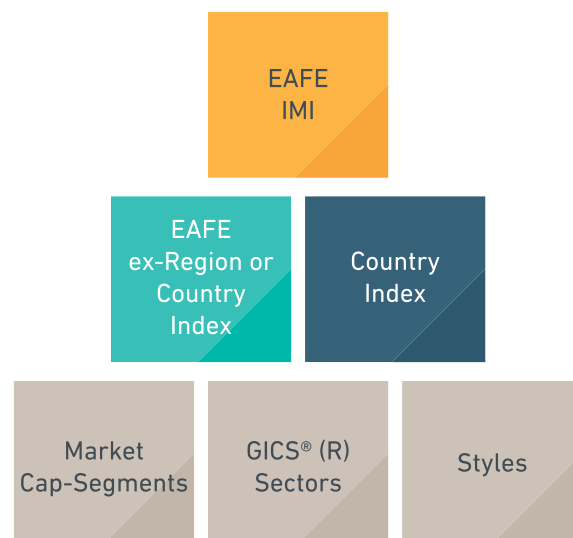 EAFE
IMI
EAFE
ex-Region or
Country
Index
Country
Index
Market
Cap-Segments
GICS® (R)
Sectors
Styles